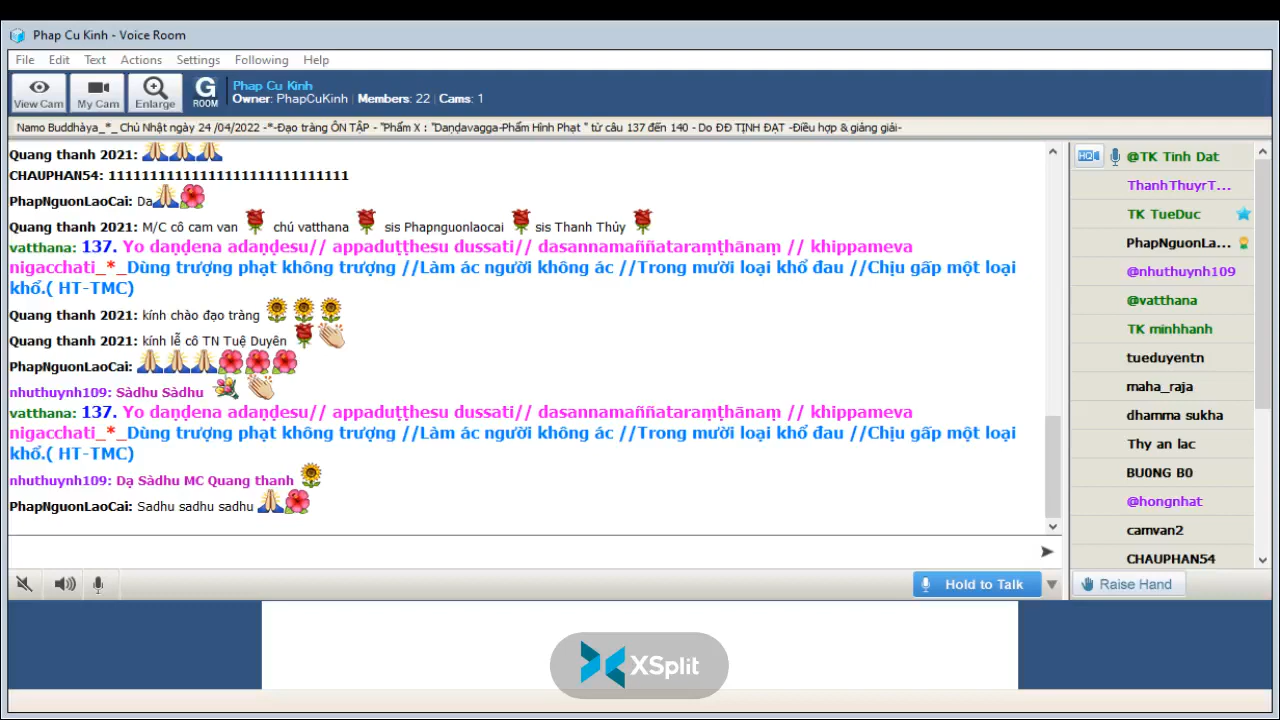 Phap Cu Kinh - Voice Room
File Edit Text Actions Settings Following Help
View Cam My Cam Enlarge G ROOM
Phap Cu Kinh
Owner: PhapCuKinh | Members: 22 | Cams: 1
Namo Buddhàya_*_ Chủ Nhật ngày 24 /04/2022 -*-Đạo tràng ÔN TẬP - "Phẩm X : "Daṇḍavagga-Phẩm Hình Phạt " từ câu 137 đến 140 - Do ĐĐ TỊNH ĐẠT -Điều hợp & giảng giải-
Quang thanh 2021:
CHAUPHAN54: 11111111111111111111111111111
PhapNguonLaoCai: Da
Quang thanh 2021: M/C cô cam van chú vatthana sis Phapnguonlaocai sis Thanh Thủy
vatthana: 137. Yo daṇḍena adaṇḍesu// appaduṭṭhesu dussati// dasannamaññataraṃṭhānaṃ // khippameva
nigacchati_*_Dùng trượng phạt không trượng //Làm ác người không ác //Trong mười loại khổ đau //Chịu gấp một loại
khổ.( HT-TMC)
Quang thanh 2021: kính chào đạo tràng
Quang thanh 2021: kính lễ cô TN Tuệ Duyên
PhapNguonLaoCai:
nhuthuynh109: Sàdhu Sàdhu
vatthana: 137. Yo daṇḍena adaṇḍesu// appaduṭṭhesu dussati// dasannamaññataraṃṭhānaṃ // khippameva
nigacchati_*_Dùng trượng phạt không trượng //Làm ác người không ác //Trong mười loại khổ đau //Chịu gấp một loại
khổ.( HT-TMC)
nhuthuynh109: Dạ Sàdhu MC Quang thanh
PhapNguonLaoCai: Sadhu sadhu sadhu
Hold to Talk
HQ
@TK Tinh Dat
ThanhThuyrT...
TK TueDuc
PhapNguonLa...
@nhuthuynh109
@vatthana
TK minhhanh
tueduyentn
maha_raja
dhamma sukha
Thy an lac
BU0NG B0
@hongnhat
camvan2
CHAUPHAN54
Raise Hand
XSplit